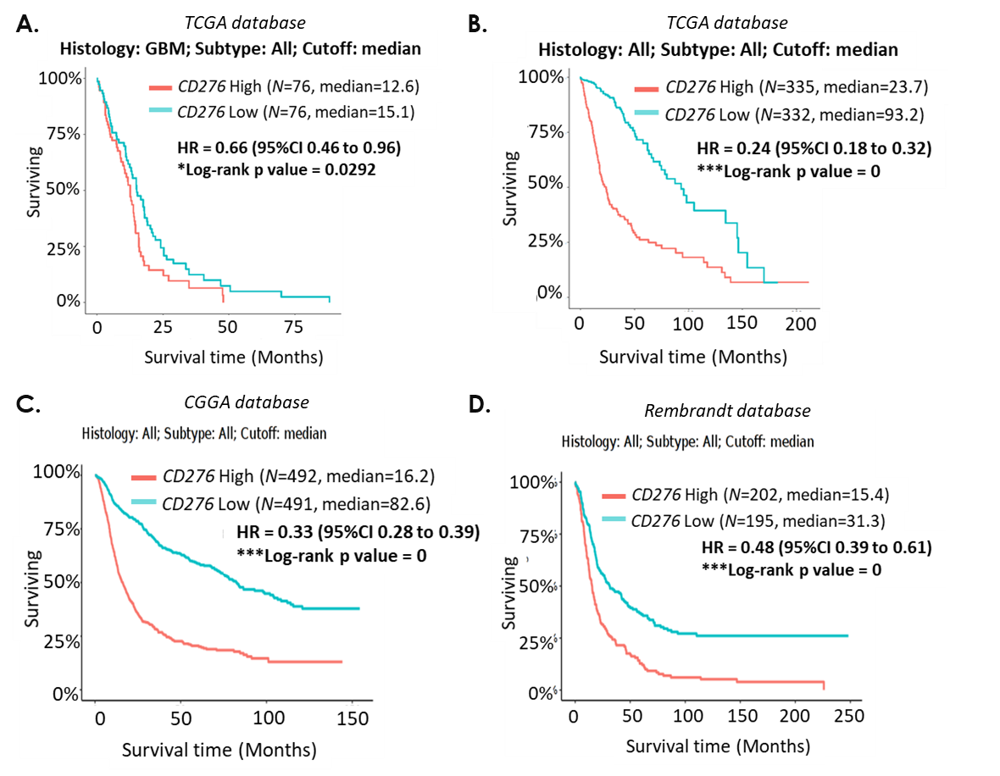 A.
TCGA database
Histology: GBM; Subtype: All; Cutoff: median
100%
75%
50%
25%
0%
Surviving
CD276 High (N=76, median=12.6)
CD276 Low (N=76, median=15.1)
HR = 0.66 (95%CI 0.46 to 0.96)
*Log-rank p value = 0.0292
0 25 50 75
Survival time (Months)
B.
TCGA database
Histology: All; Subtype: All; Cutoff: median
100%
75%
50%
25%
0%
Surviving
CD276 High (N=335, median=23.7)
CD276 Low (N=332, median=93.2)
HR = 0.24 (95%CI 0.18 to 0.32)
***Log-rank p value = 0
0 50 100 150 200
Survival time (Months)
C.
CGGA database
Histology: All; Subtype: All; Cutoff: median
100%
75%
50%
25%
0%
Surviving
CD276 High (N=492, median=16.2)
CD276 Low (N=491, median=82.6)
HR = 0.33 (95%CI 0.28 to 0.39)
***Log-rank p value = 0
0 50 100 150
Survival time (Months)
D.
Rembrandt database
Histology: All; Subtype: All; Cutoff: median
100%
75%
50%
25%
0%
Surviving
CD276 High (N=202, median=15.4)
CD276 Low (N=195, median=31.3)
HR = 0.48 (95%CI 0.39 to 0.61)
***Log-rank p value = 0
0 50 100 150 200 250
Survival time (Months)